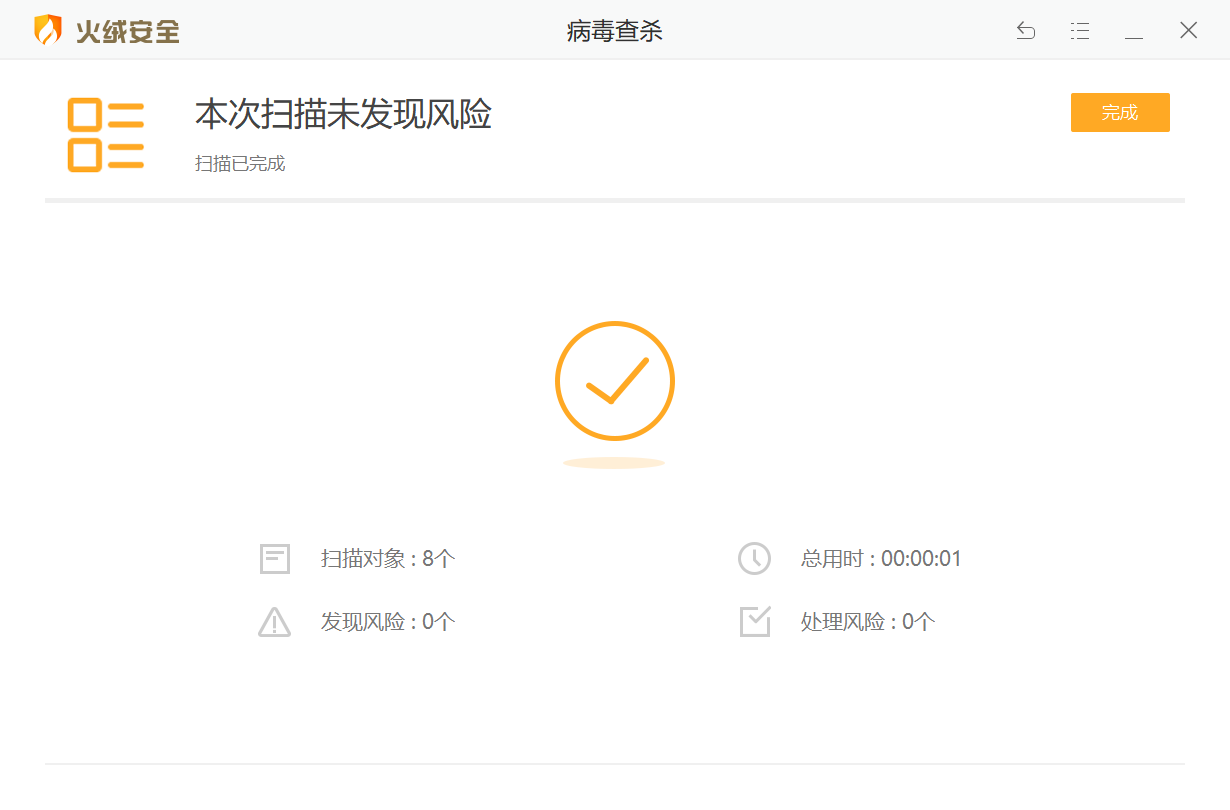 火绒安全
病毒查杀
本次扫描未发现风险
完成
扫描已完成
扫描对象 : 8个
总用时 : 00:00:01
发现风险 : 0个
处理风险 : 0个